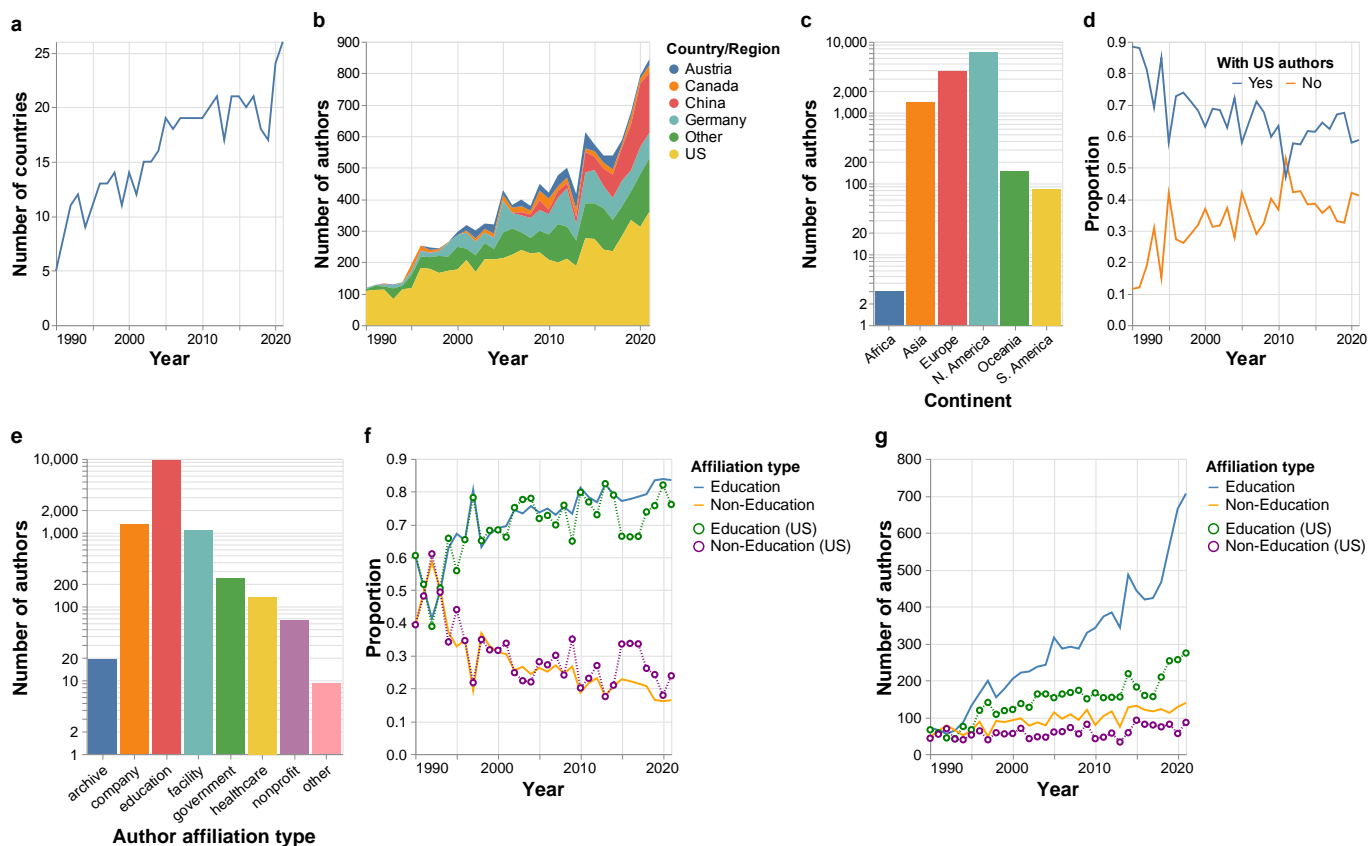 a
Number of countries
25
20
15
10
5
0
1990
2000
2010
2020
Year
b
Number of authors
900
800
700
600
500
400
300
200
100
0
1990
2000
2010
2020
Year
Country/Region
Austria
Canada
China
Germany
Other
US
c
Number of authors
10,000
1,000
200
100
20
10
2
1
Africa
Asia
Europe
N. America
Oceania
S. America
Continent
d
Proportion
0.9
0.8
0.7
0.6
0.5
0.4
0.3
0.2
0.1
0.0
With US authors
Yes No
1990
2000
2010
2020
Year
e
Number of authors
10,000
1,000
200
100
20
10
2
1
archive
company
education
facility
government
healthcare
nonprofit
other
Author affiliation type
f
Proportion
0.9
0.8
0.7
0.6
0.5
0.4
0.3
0.2
0.1
0.0
1990
2000
2010
2020
Year
Affiliation type
Education
Non-Education
Education (US)
Non-Education (US)
g
Number of authors
800
700
600
500
400
300
200
100
0
1990
2000
2010
2020
Year
Affiliation type
Education
Non-Education
Education (US)
Non-Education (US)